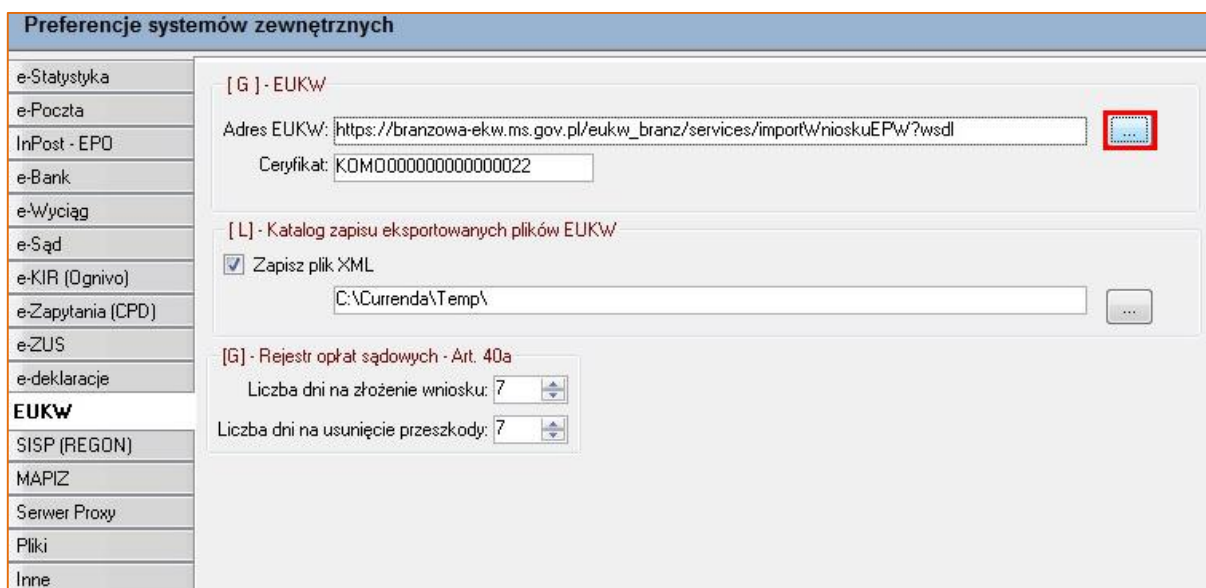 Preferencje systemów zewnętrznych
e-Statystyka
e-Poczta
InPost - EPO
e-Bank
e-Wyciąg
e-Sąd
e-KIR (Ognivo)
e-Zapytania (CPD)
e-ZUS
e-deklaracje
EUKW
SISP (REGON)
MAPIZ
Serwer Proxy
Pliki
Inne
[ G ] - EUKW
Adres EUKW: https://branzowa-ekw.ms.gov.pl/eukw_branz/services/importWnioskuEPW?wsdl ...
Ceryfikat: KOMO000000000000022
[ L] - Katalog zapisu eksportowanych plików EUKW
Zapisz plik XML
C:\Currenda\Temp\ ...
[G] - Rejestr opłat sądowych - Art. 40a
Liczba dni na złożenie wniosku: 7
Liczba dni na usunięcie przeszkody: 7